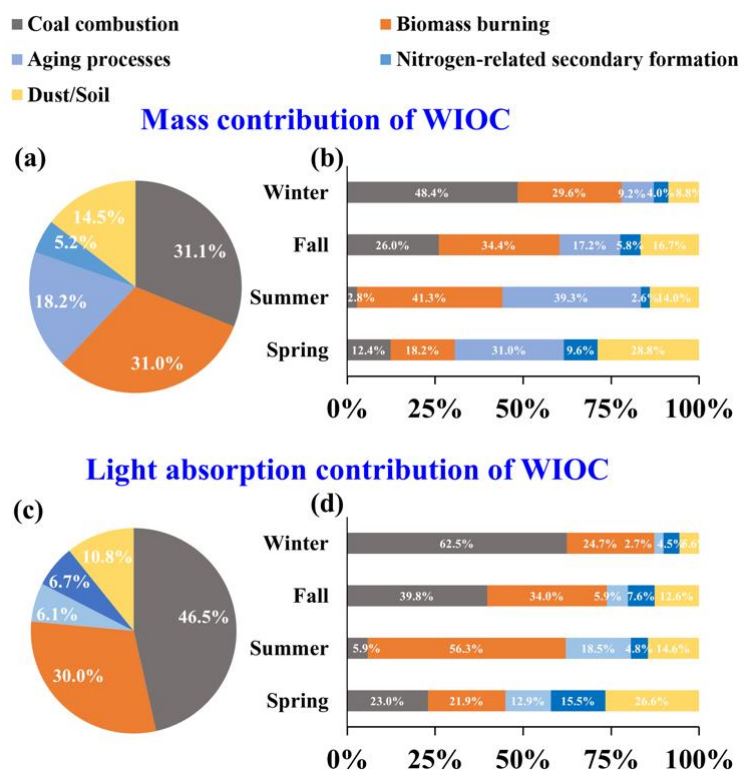 Coal combustion Biomass burning
Aging processes Nitrogen-related secondary formation
Dust/Soil
Mass contribution of WIOC
(a) (b)
14.5%
5.2%
31.1%
18.2%
31.0%
Winter 48.4% 29.6% 9.2% 4.0% 8.8%
Fall 26.0% 34.4% 17.2% 5.8% 16.7%
Summer 2.8% 41.3% 39.3% 2.6% 14.0%
Spring 12.4% 18.2% 31.0% 9.6% 28.8%
0% 25% 50% 75% 100%
Light absorption contribution of WIOC
(c) (d)
10.8%
6.7%
6.1%
46.5%
30.0%
Winter 62.5% 24.7% 2.7% 4.5% 5.6%
Fall 39.8% 34.0% 5.9% 7.6% 12.6%
Summer 5.9% 56.3% 18.5% 4.8% 14.6%
Spring 23.0% 21.9% 12.9% 15.5% 26.6%
0% 25% 50% 75% 100%